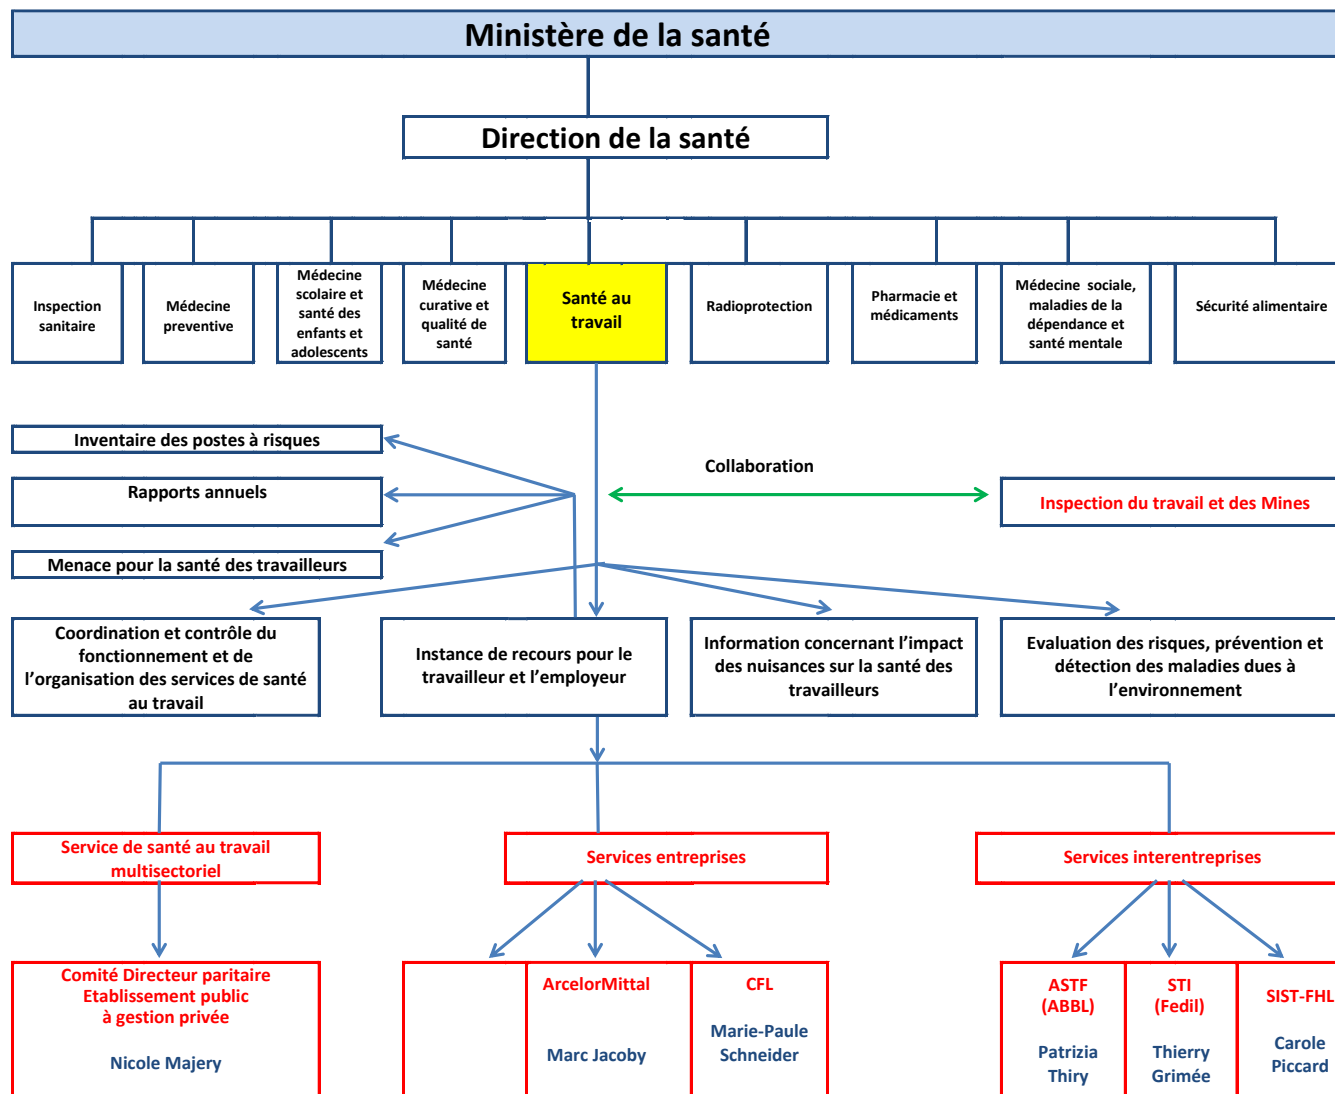 Ministère de la santé
Direction de la santé
Inspection
sanitaire
Médecine
preventive
Médecine
scolaire et
santé des
enfants et
adolescents
Médecine
curative et
qualité de
santé
Santé au
travail
Radioprotection
Pharmacie et
médicaments
Médecine sociale,
maladies de la
dépendance et
santé mentale
Sécurité alimentaire
Inventaire des postes à risques
Rapports annuels
Menace pour la santé des travailleurs
Collaboration
Inspection du travail et des Mines
Coordination et contrôle du
fonctionnement et de
l'organisation des services de santé
au travail
Instance de recours pour le
travailleur et l'employeur
Information concernant l'impact
des nuisances sur la santé des
travailleurs
Evaluation des risques, prévention et
détection des maladies dues à
l'environnement
Service de santé au travail
multisectoriel
Services entreprises
Services interentreprises
Comité Directeur paritaire
Etablissement public
à gestion privée
Nicole Majery
ArcelorMittal
Marc Jacoby
CFL
Marie-Paule
Schneider
ASTF
(ABBL)
Patrizia
Thiry
STI
(Fedil)
Thierry
Grimée
SIST-FHL
Carole
Piccard